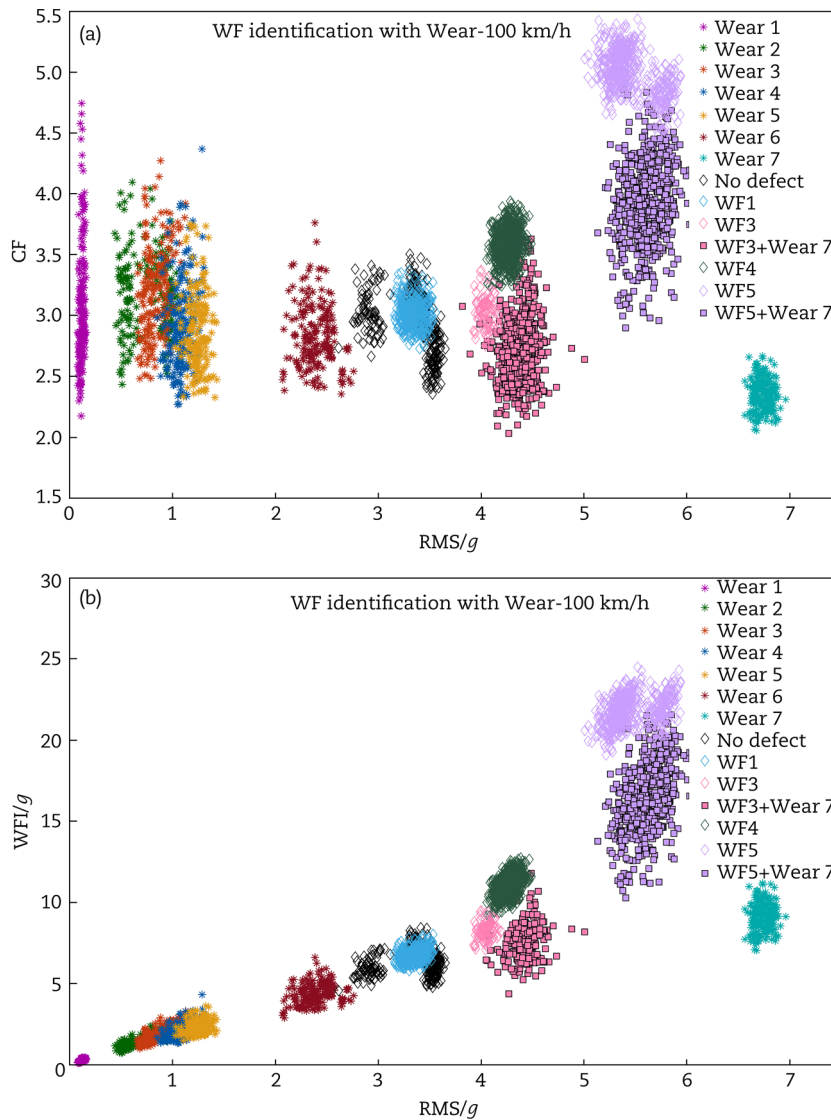 (a)
WF identification with Wear-100 km/h
5.5
5.0
4.5
4.0
3.5
3.0
2.5
2.0
1.5
CF
0 1 2 3 4 5 6 7
RMS/g
Wear 1
Wear 2
Wear 3
Wear 4
Wear 5
Wear 6
Wear 7
No defect
WF1
WF3
WF3+Wear 7
WF4
WF5
WF5+Wear 7
(b)
WF identification with Wear-100 km/h
30
25
20
15
10
5
0
WFI/g
1 2 3 4 5 6 7
RMS/g
Wear 1
Wear 2
Wear 3
Wear 4
Wear 5
Wear 6
Wear 7
No defect
WF1
WF3
WF3+Wear 7
WF4
WF5
WF5+Wear 7